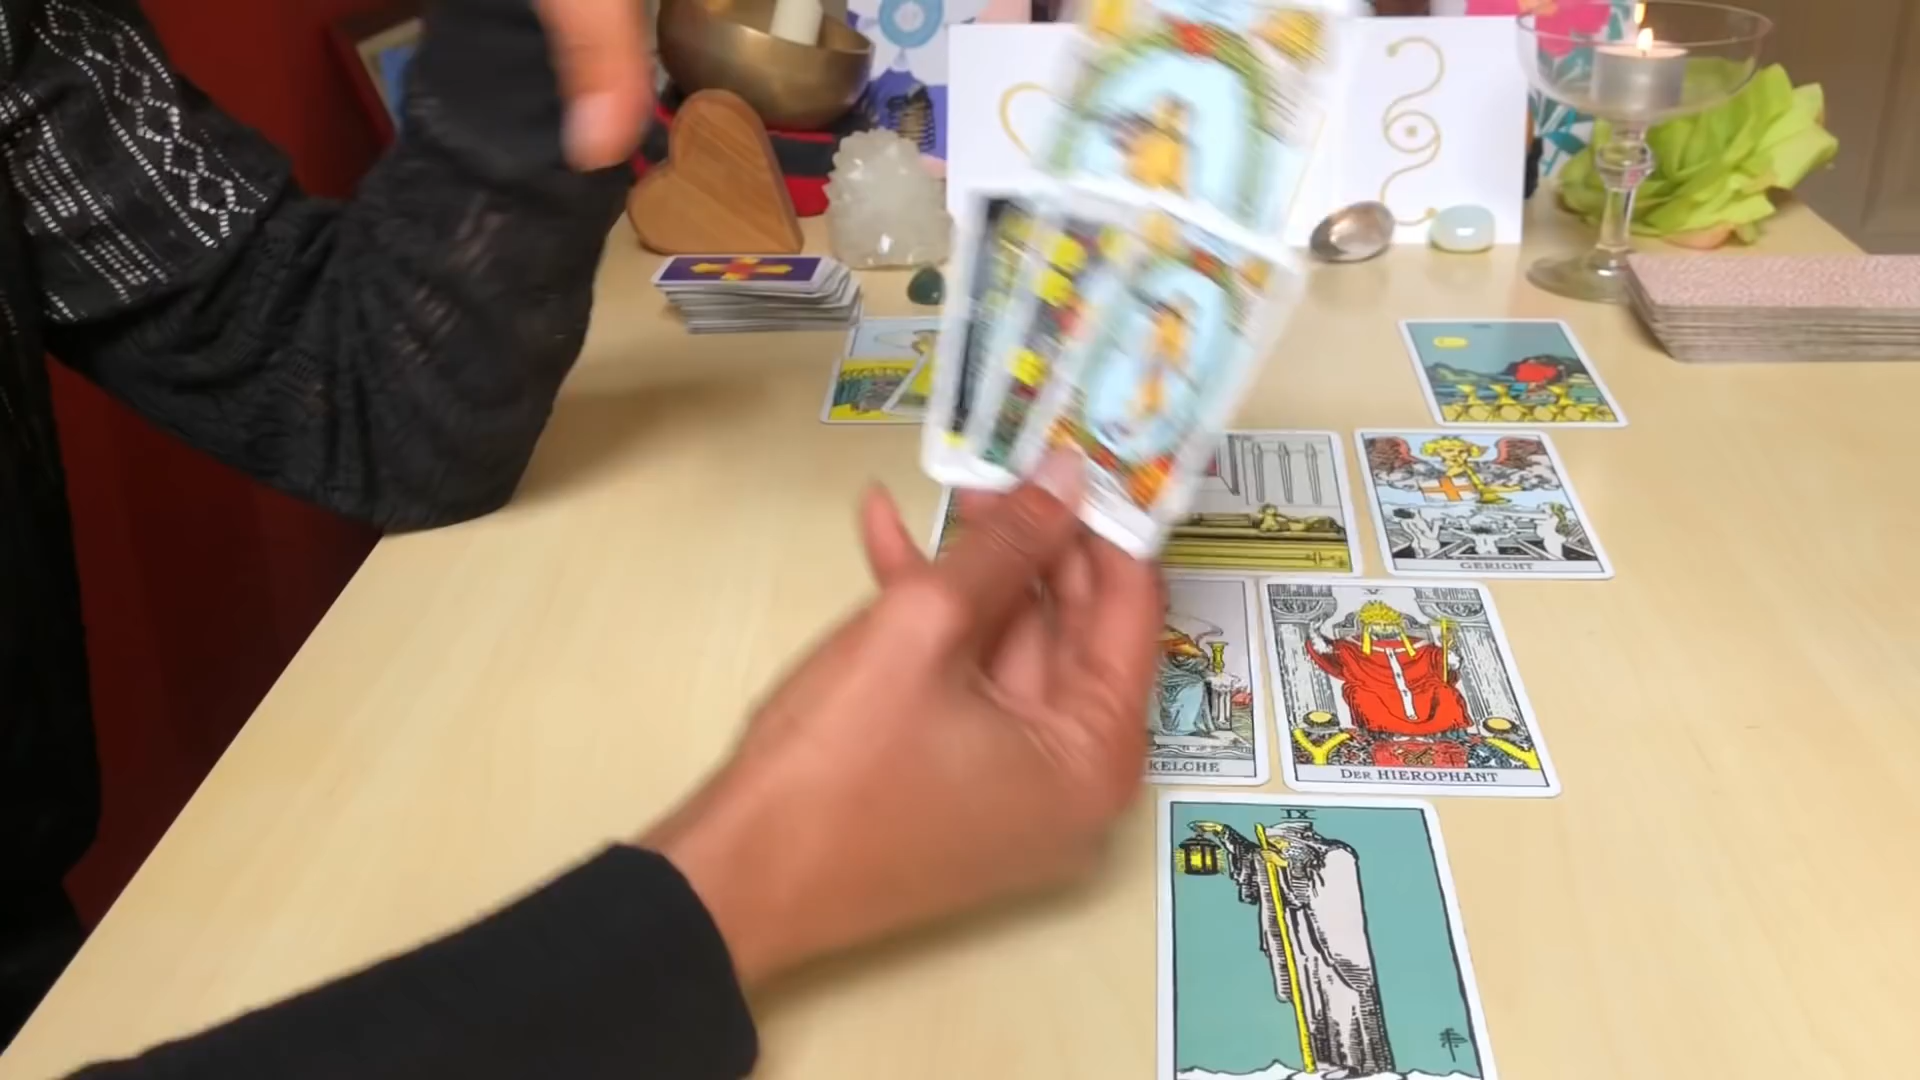 GERICHT
V
KELCHE
DER HIEROPHANT
IX